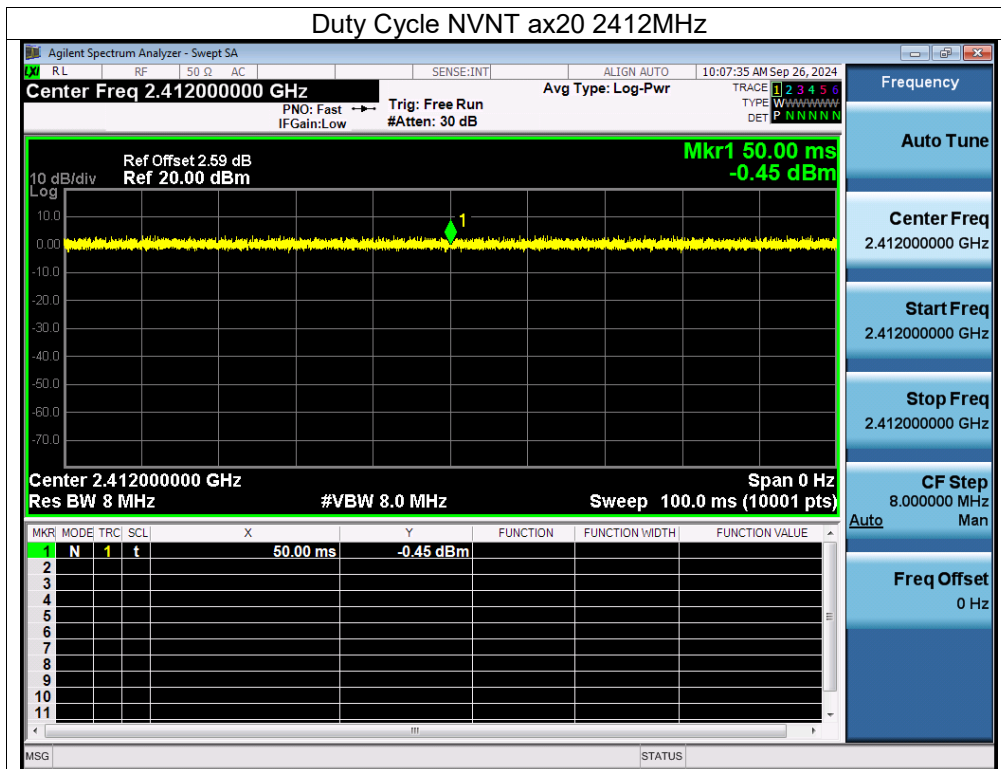 Duty Cycle NVNT ax20 2412MHz
Agilent Spectrum Analyzer - Swept SA
LXI RL RF 50 Ω AC SENSE:INT ALIGN AUTO 10:07:35 AM Sep 26, 2024
Center Freq 2.412000000 GHz Avg Type: Log-Pwr TRACE 1 2 3 4 5 6
PNO: Fast Trig: Free Run TYPE WWWWWW
IFGain:Low #Atten: 30 dB DET P N N N N N
Frequency
Auto Tune
Center Freq
2.412000000 GHz
Start Freq
2.412000000 GHz
Stop Freq
2.412000000 GHz
CF Step
8.000000 MHz
Auto Man
Freq Offset
0 Hz
Mkr1 50.00 ms
-0.45 dBm
Ref Offset 2.59 dB
10 dB/div Ref 20.00 dBm
Log
10.0
0.00
-10.0
-20.0
-30.0
-40.0
-50.0
-60.0
-70.0
1
Center 2.412000000 GHz Span 0 Hz
Res BW 8 MHz #VBW 8.0 MHz Sweep 100.0 ms (10001 pts)
MKR MODE TRC SCL X Y FUNCTION FUNCTION WIDTH FUNCTION VALUE
1 N 1 t 50.00 ms -0.45 dBm
2
3
4
5
6
7
8
9
10
11
MSG STATUS